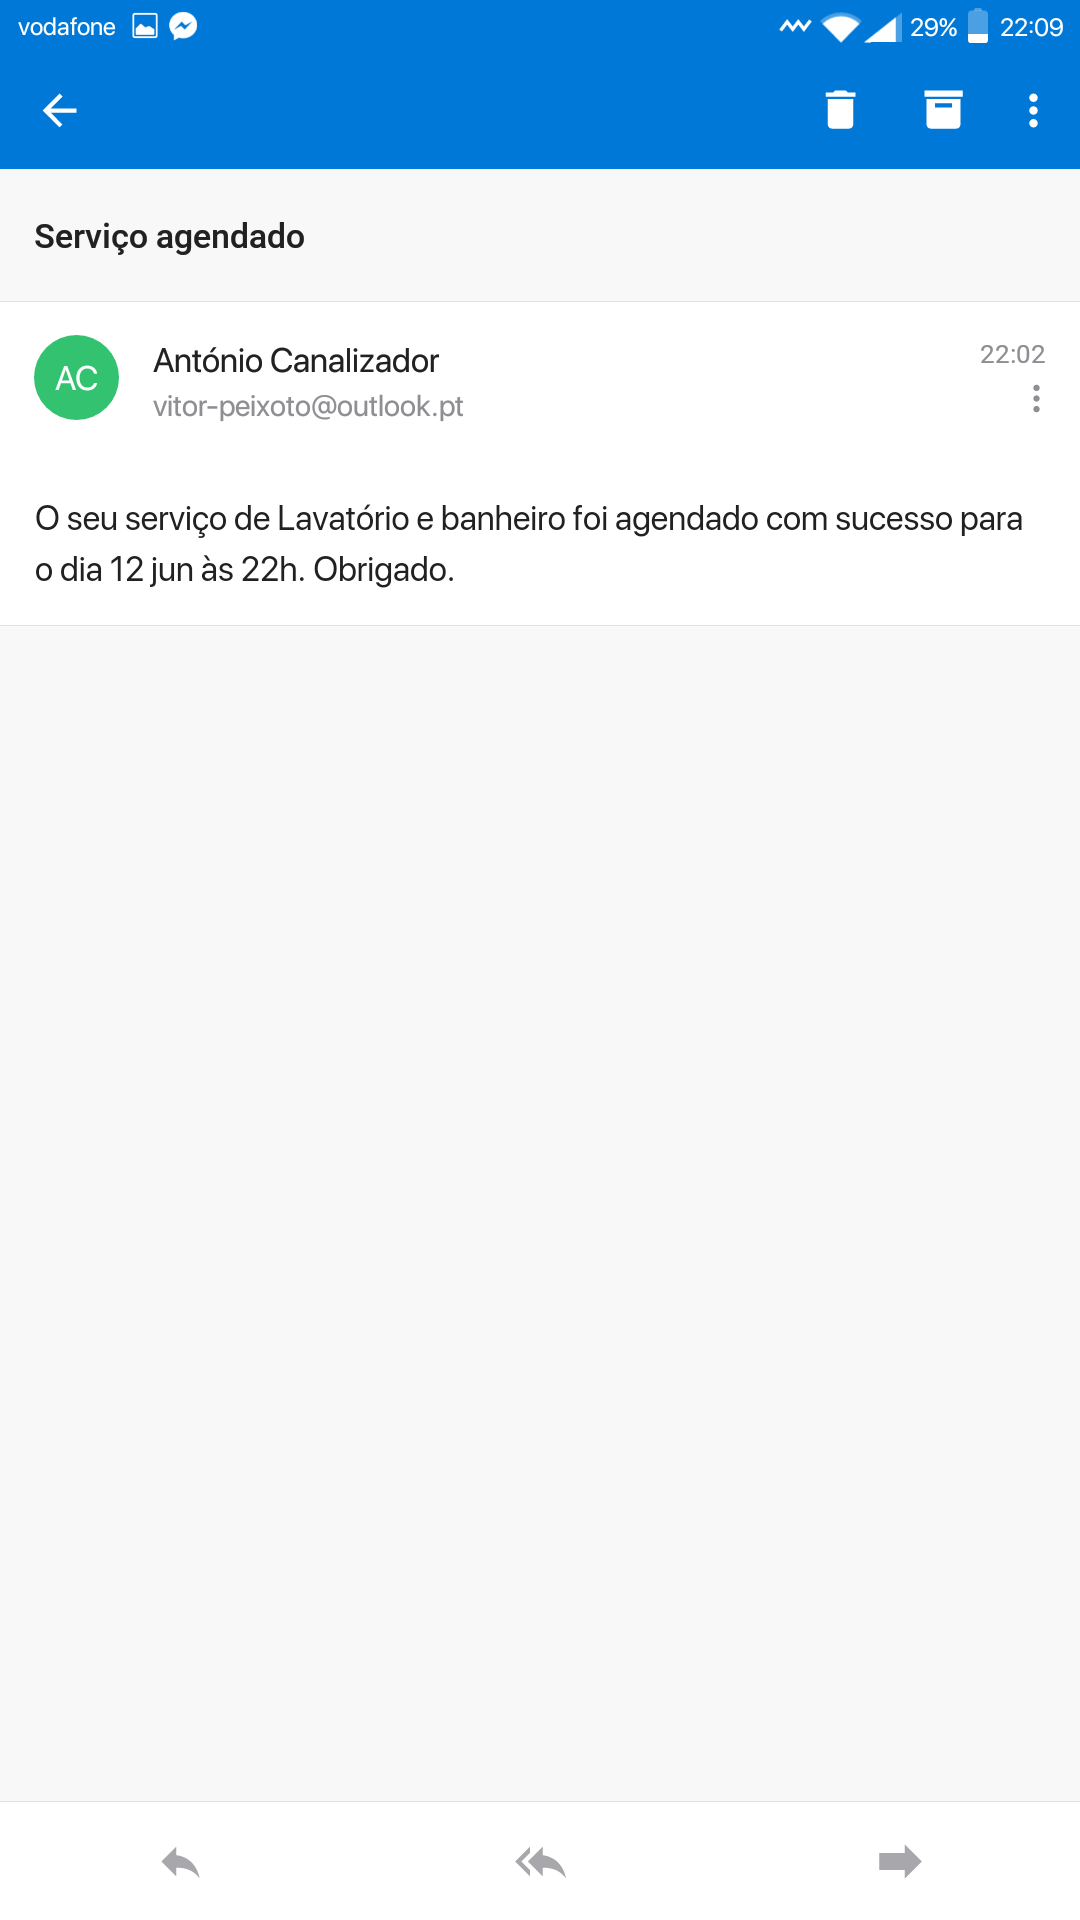 vodafone 29% 22:09
Serviço agendado
AC
António Canalizador 22:02
vitor-peixoto@outlook.pt
O seu serviço de Lavatório e banheiro foi agendado com sucesso para
o dia 12 jun às 22h. Obrigado.